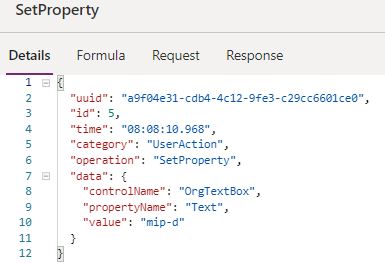 SetProperty
Details Formula Request Response
1 {
2 "uuid": "a9f04e31-cdb4-4c12-9fe3-c29cc6601ce0",
3 "id": 5,
4 "time": "08:08:10.968",
5 "category": "UserAction",
6 "operation": "SetProperty",
7 "data": {
8 "controlName": "OrgTextBox",
9 "propertyName": "Text",
10 "value": "mip-d"
11 }
12 }